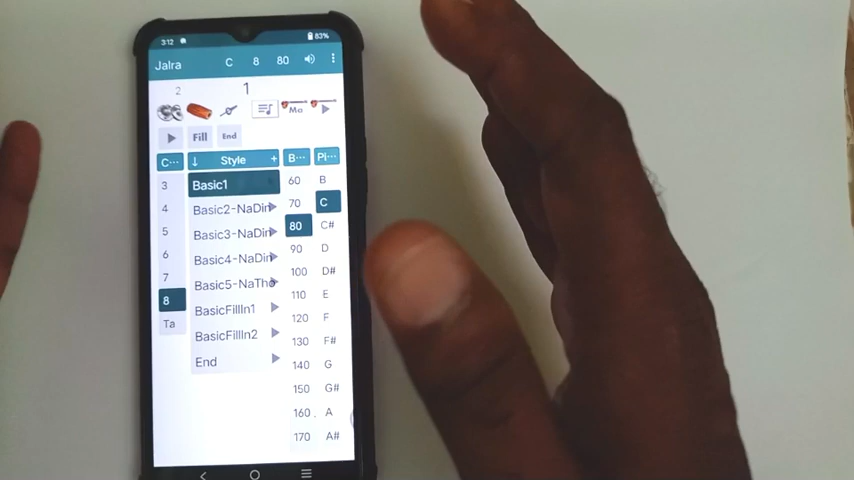 3:12 83%
Jalra C 8 80
2 1
Mo
Fill End
C... ↓ Style + B... Pi...
3 Basic1 60 B
4 Basic2-NaDin 70 C
5 Basic3-NaDin 80 C#
6 Basic4-NaDin 90 D
7 Basic5-NaTho 100 D#
8 BasicFillIn1 110 E
Ta BasicFillIn2 120 F
End 130 F#
140 G
150 G#
160 A
170 A#